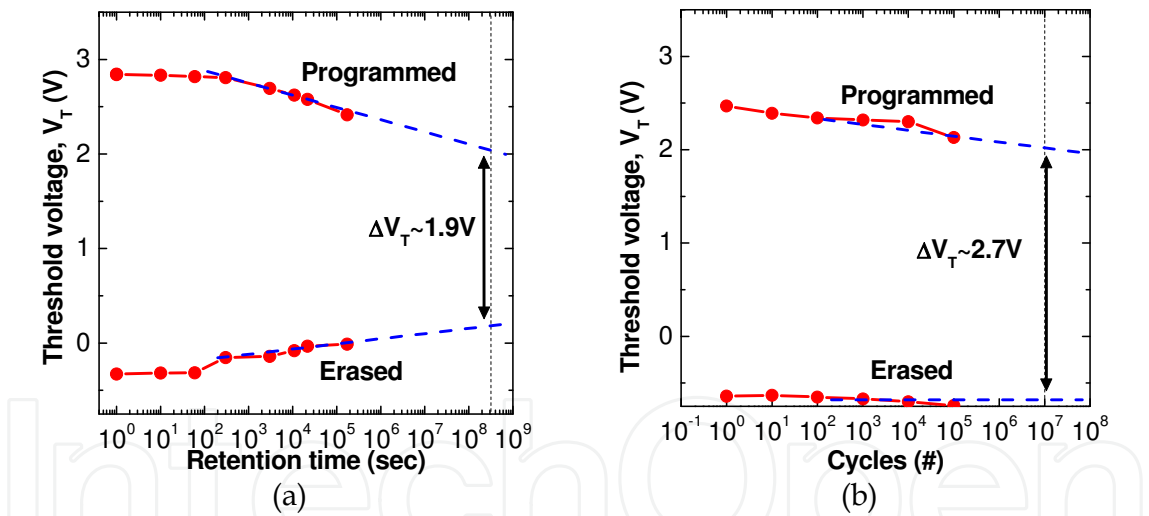 Threshold voltage, V_T (V)
3
2
1
0
Programmed
ΔV_T~1.9V
Erased
10^0 10^1 10^2 10^3 10^4 10^5 10^6 10^7 10^8 10^9
Retention time (sec)
(a)
Threshold voltage, V_T (V)
3
2
1
0
Programmed
ΔV_T~2.7V
Erased
10^-1 10^0 10^1 10^2 10^3 10^4 10^5 10^6 10^7 10^8
Cycles (#)
(b)
IntechOpen